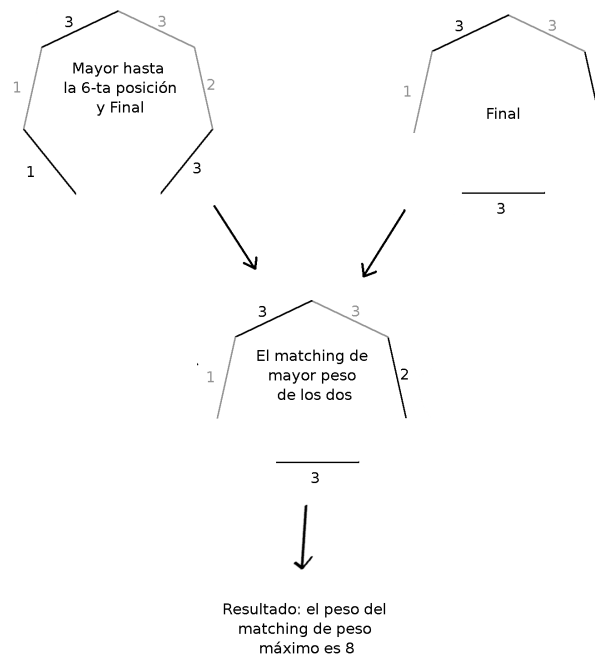 3
3
3
3
Mayor hasta
la 6-ta posición
y Final
1
2
1
Final
3
1
3
3
3
El matching de
mayor peso
de los dos
1
2
3
Resultado: el peso del
matching de peso
máximo es 8